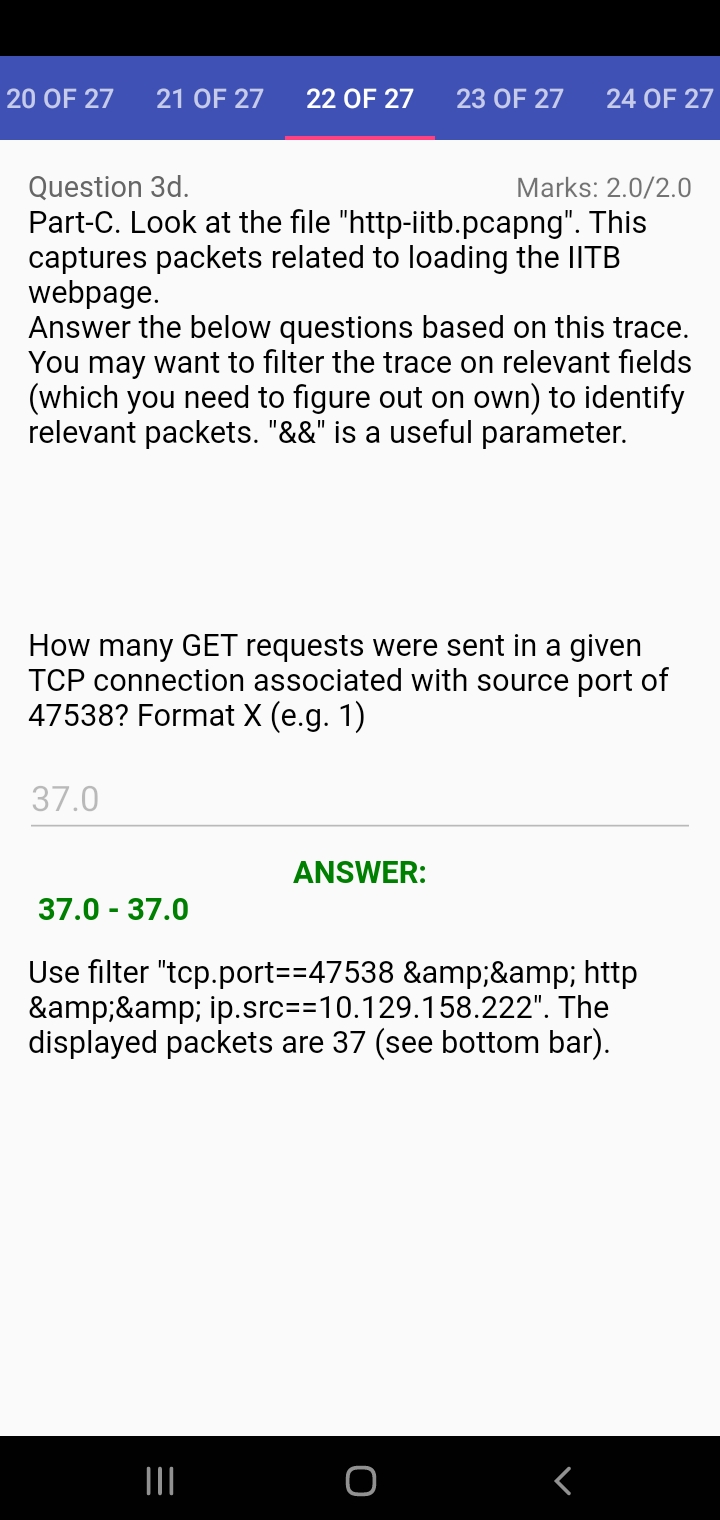 20 OF 27 21 OF 27 22 OF 27 23 OF 27 24 OF 27
Question 3d. Marks: 2.0/2.0
Part-C. Look at the file "http-iitb.pcapng". This
captures packets related to loading the IITB
webpage.
Answer the below questions based on this trace.
You may want to filter the trace on relevant fields
(which you need to figure out on own) to identify
relevant packets. "&&" is a useful parameter.
How many GET requests were sent in a given
TCP connection associated with source port of
47538? Format X (e.g. 1)
37.0
ANSWER:
37.0 - 37.0
Use filter "tcp.port==47538 &amp;&amp; http
&amp;&amp; ip.src==10.129.158.222". The
displayed packets are 37 (see bottom bar).